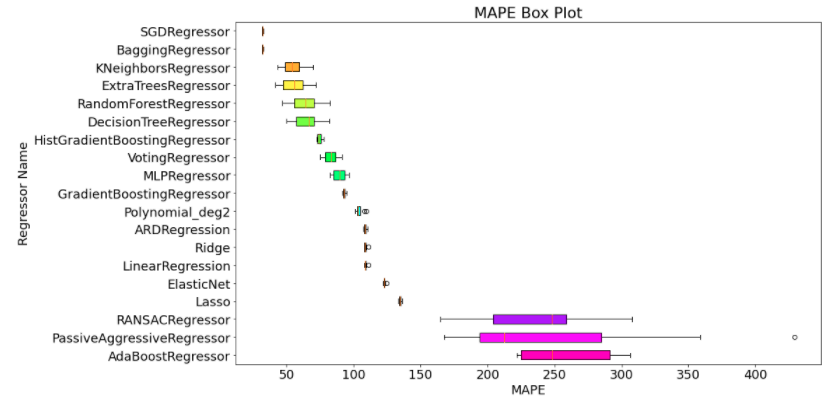 MAPE Box Plot
Regressor Name
SGDRegressor
BaggingRegressor
KNeighborsRegressor
ExtraTreesRegressor
RandomForestRegressor
DecisionTreeRegressor
HistGradientBoostingRegressor
VotingRegressor
MLPRegressor
GradientBoostingRegressor
Polynomial_deg2
ARDRegression
Ridge
LinearRegression
ElasticNet
Lasso
RANSACRegressor
PassiveAggressiveRegressor
AdaBoostRegressor
50 100 150 200 250 300 350 400
MAPE